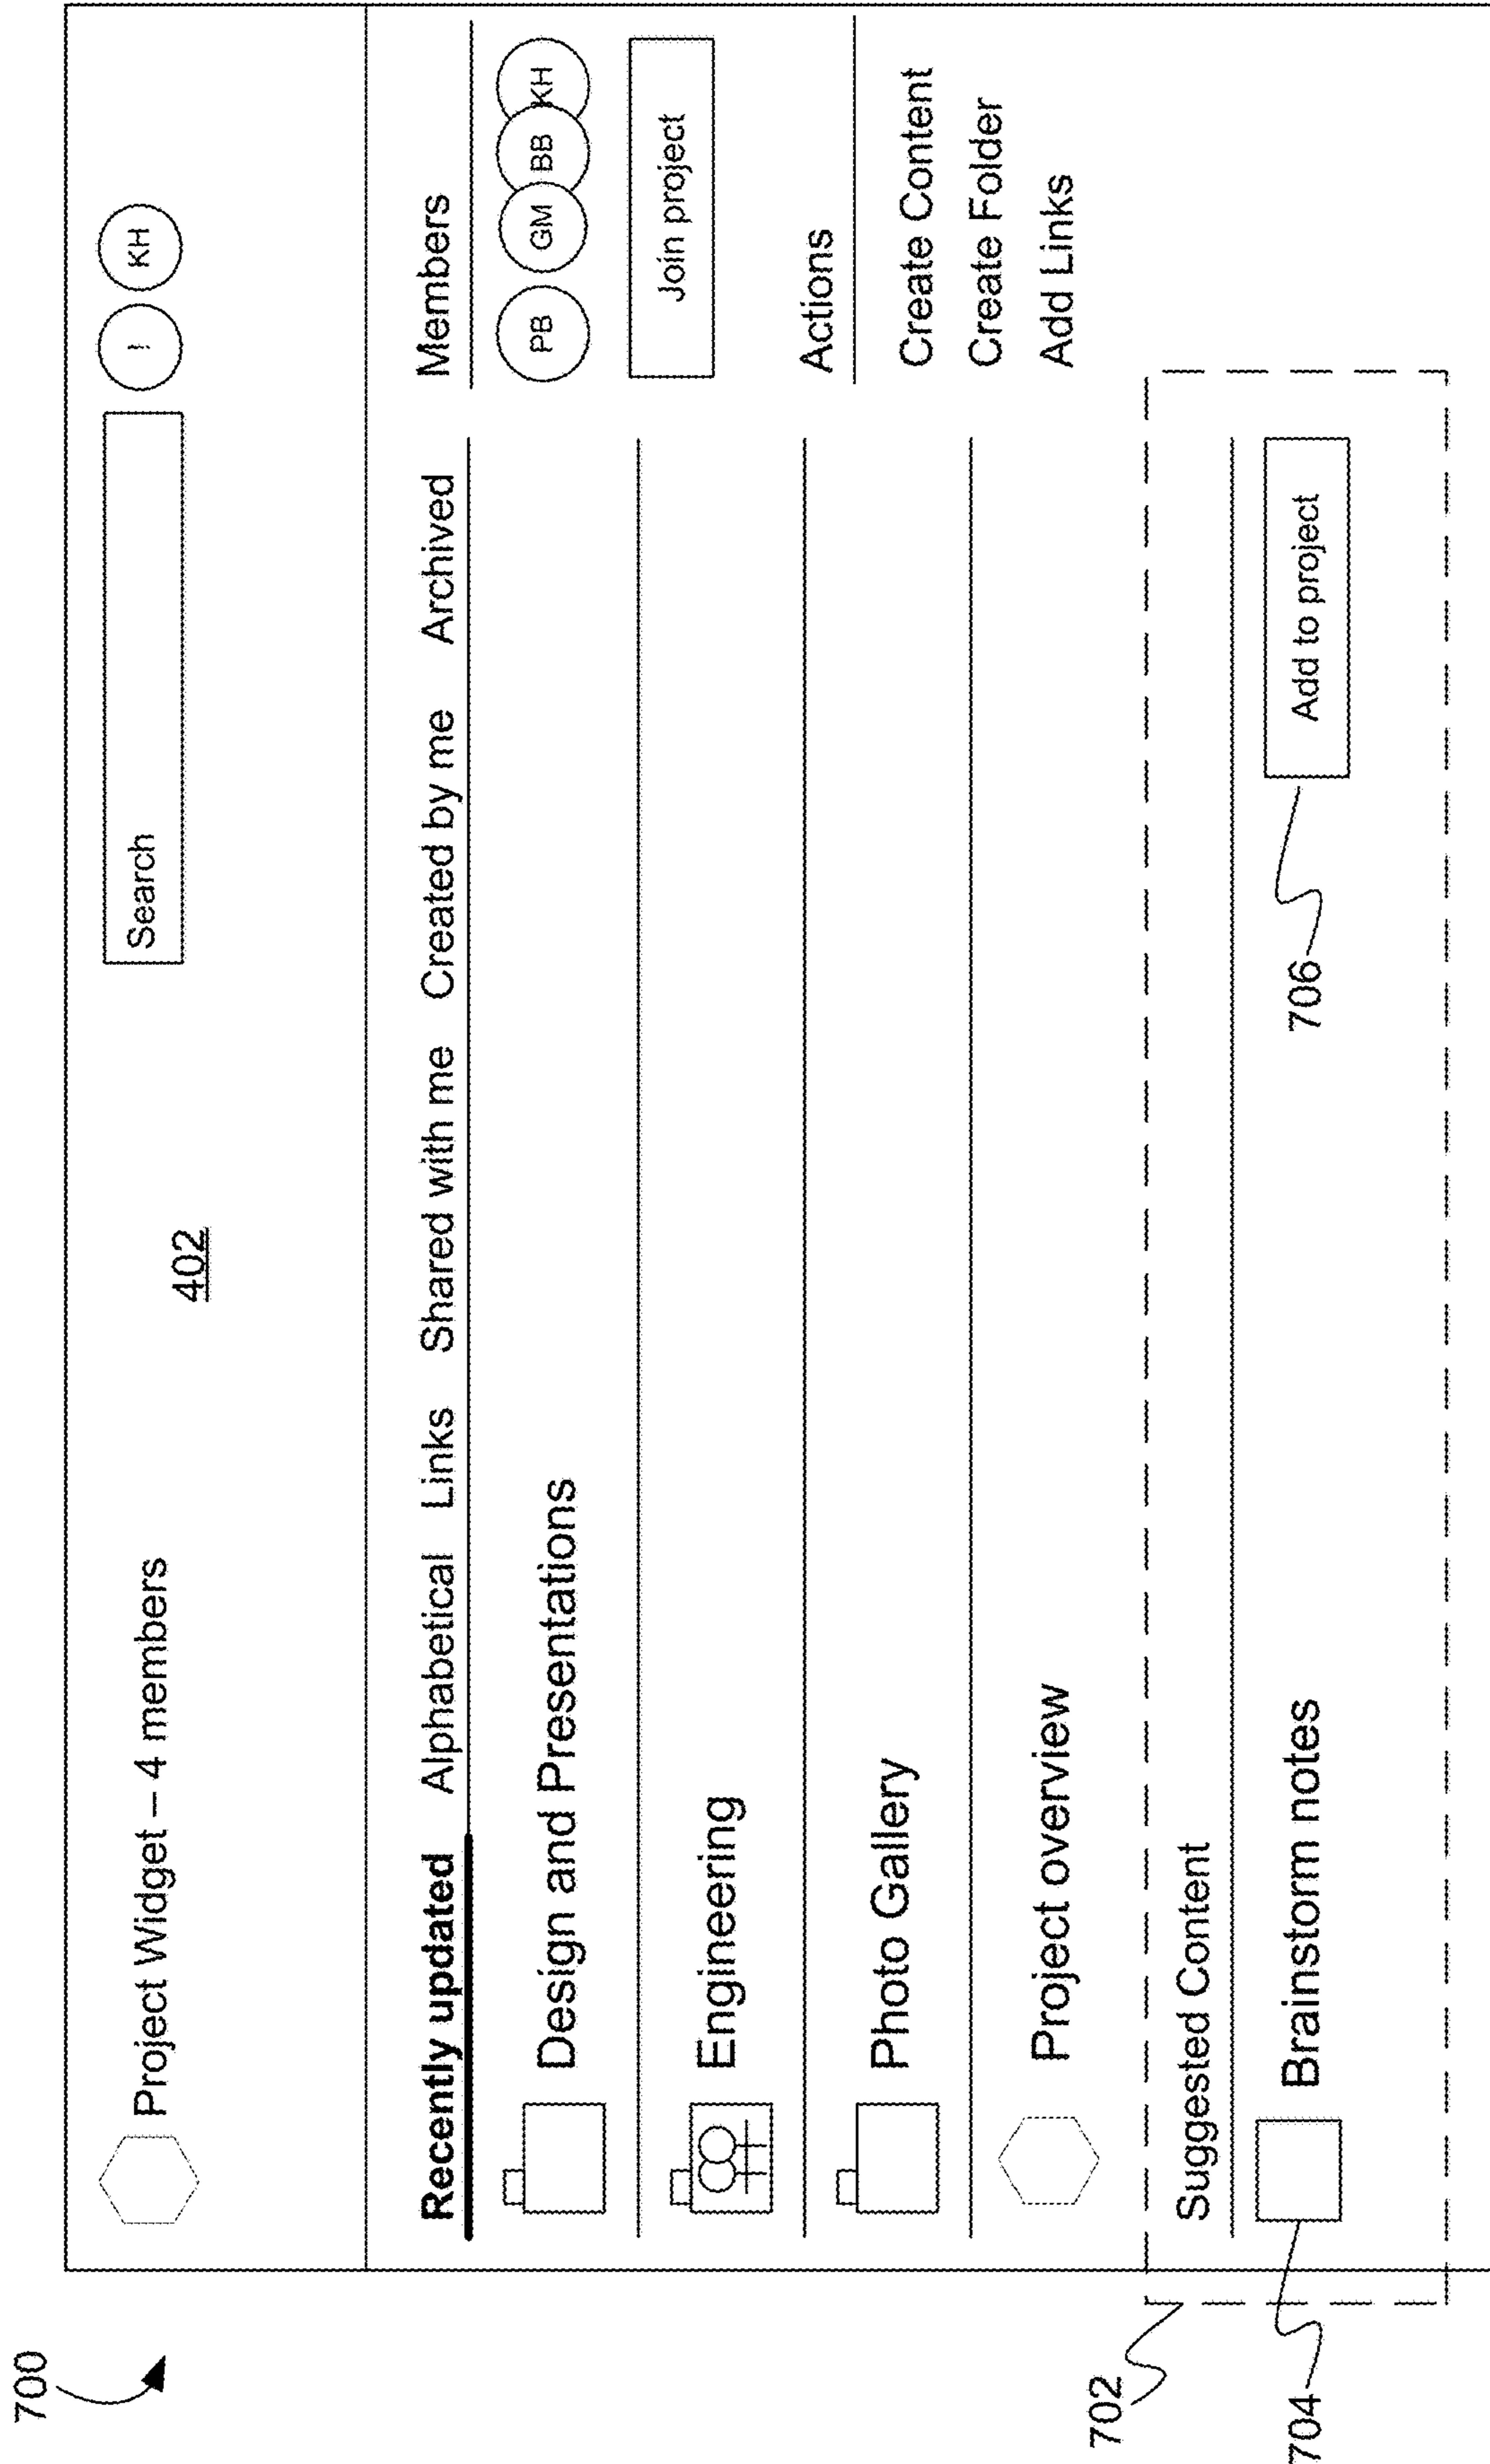 700
Project Widget – 4 members
402
Search
! KH
Recently updated Alphabetical Links Shared with me Created by me Archived
Members
Design and Presentations
PB GM BB KH
Join project
Engineering
Actions
Photo Gallery
Create Content
Create Folder
Project overview
Add Links
702
Suggested Content
704
Brainstorm notes
706
Add to project